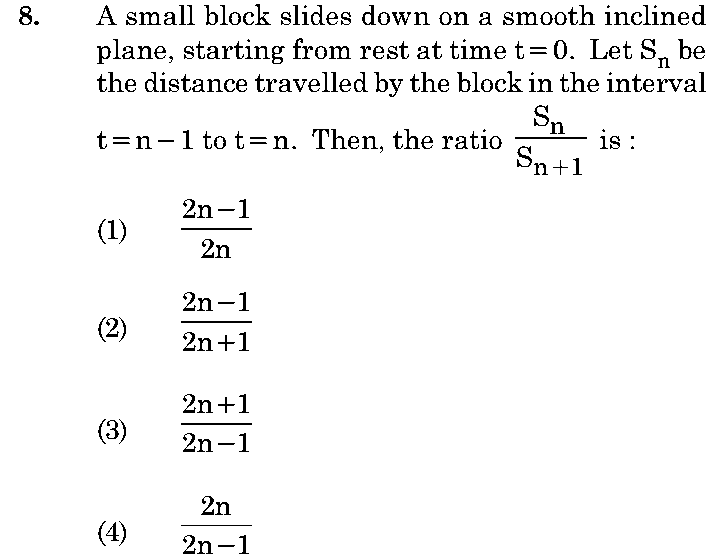 8. A small block slides down on a smooth inclined
plane, starting from rest at time t=0. Let Sn be
the distance travelled by the block in the interval
t=n−1 to t=n. Then, the ratio Sn/Sn+1 is :
(1) 2n−1/2n
(2) 2n−1/2n+1
(3) 2n+1/2n−1
(4) 2n/2n−1